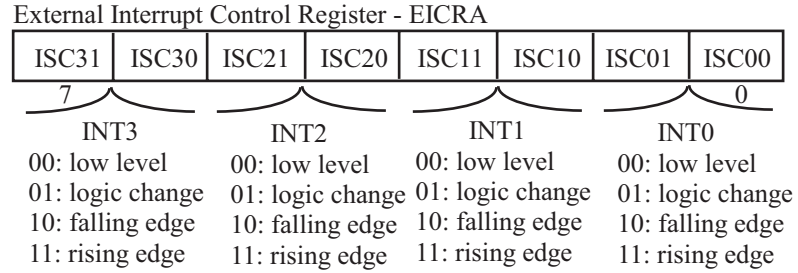 External Interrupt Control Register - EICRA
ISC31 ISC30 ISC21 ISC20 ISC11 ISC10 ISC01 ISC00
7 0
INT3 INT2 INT1 INT0
00: low level 00: low level 00: low level 00: low level
01: logic change 01: logic change 01: logic change 01: logic change
10: falling edge 10: falling edge 10: falling edge 10: falling edge
11: rising edge 11: rising edge 11: rising edge 11: rising edge